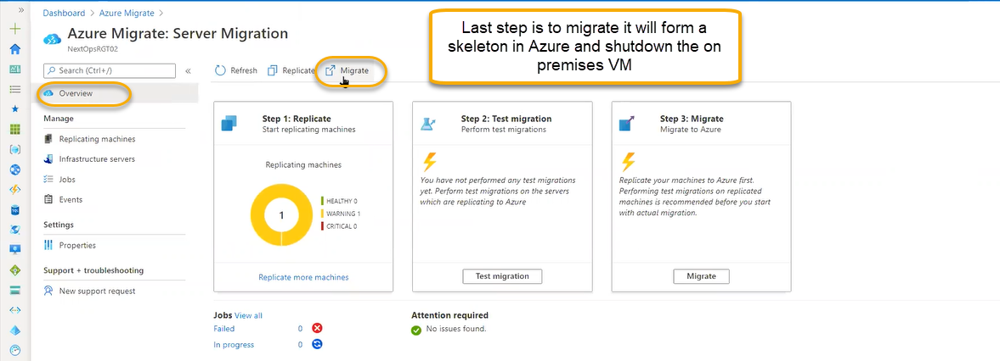 Dashboard > Azure Migrate >
Azure Migrate: Server Migration
NextOpsRGT02
Last step is to migrate it will form a
skeleton in Azure and shutdown the on
premises VM
Search (Ctrl+/)
«
Refresh
Replicate
Migrate
Overview
Manage
Replicating machines
Infrastructure servers
Jobs
Events
Settings
Properties
Support + troubleshooting
New support request
Step 1: Replicate
Start replicating machines
Replicating machines
1
HEALTHY 0
WARNING 1
CRITICAL 0
Replicate more machines
Step 2: Test migration
Perform test migrations
You have not performed any test migrations
yet. Perform test migrations on the servers
which are replicating to Azure
Test migration
Step 3: Migrate
Migrate to Azure
Replicate your machines to Azure first.
Performing test migrations on replicated
machines is recommended before you start
with actual migration.
Migrate
Jobs View all
Failed 0
In progress 0
Attention required
No issues found.